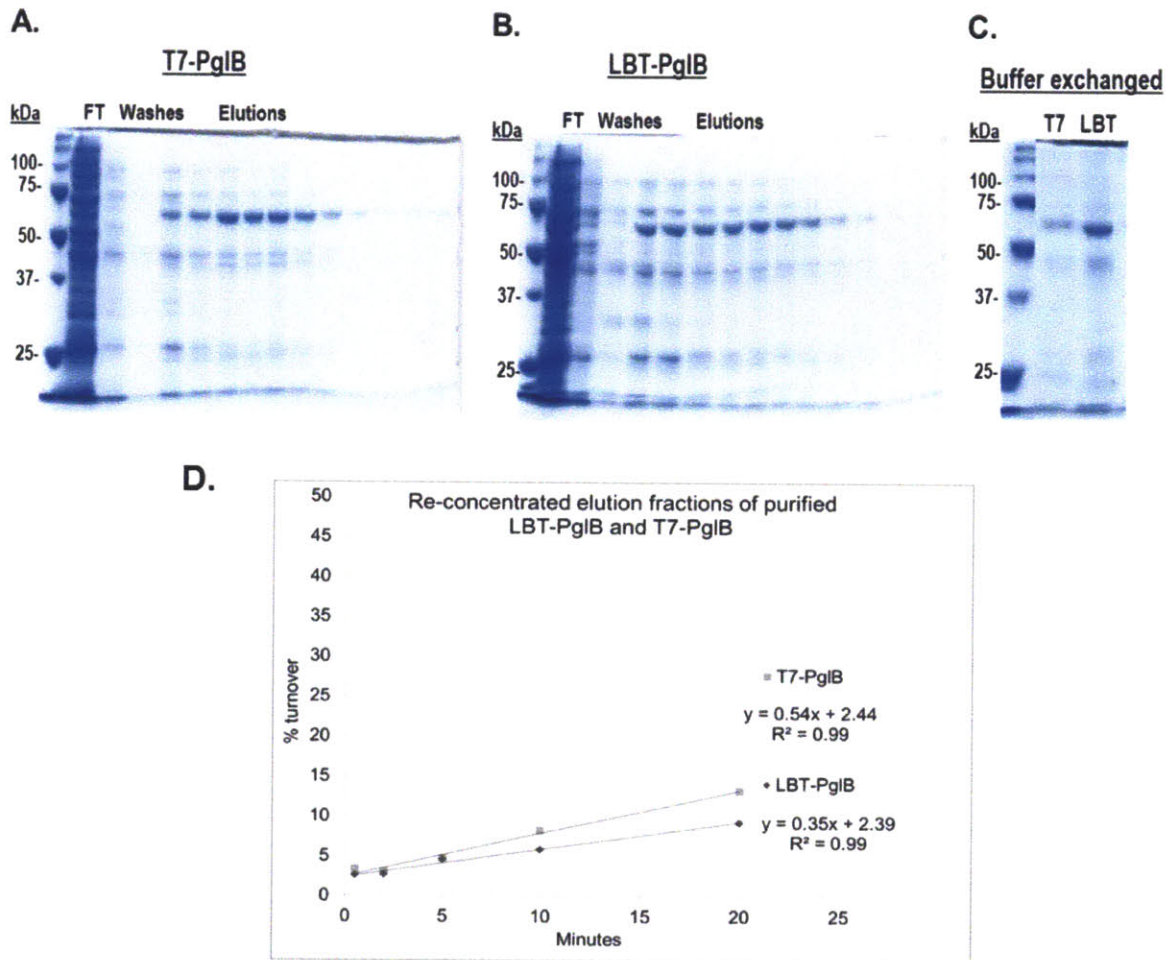 A.
T7-PglB
kDa FT Washes Elutions
100-
75-
50-
37-
25-
B.
LBT-PglB
kDa FT Washes Elutions
100-
75-
50-
37-
25-
C.
Buffer exchanged
kDa T7 LBT
100-
75-
50-
37-
25-
D.
Re-concentrated elution fractions of purified
LBT-PglB and T7-PglB
% turnover
50
45
40
35
30
25
20
15
10
5
0
T7-PglB
y = 0.54x + 2.44
R² = 0.99
LBT-PglB
y = 0.35x + 2.39
R² = 0.99
0 5 10 15 20 25
Minutes